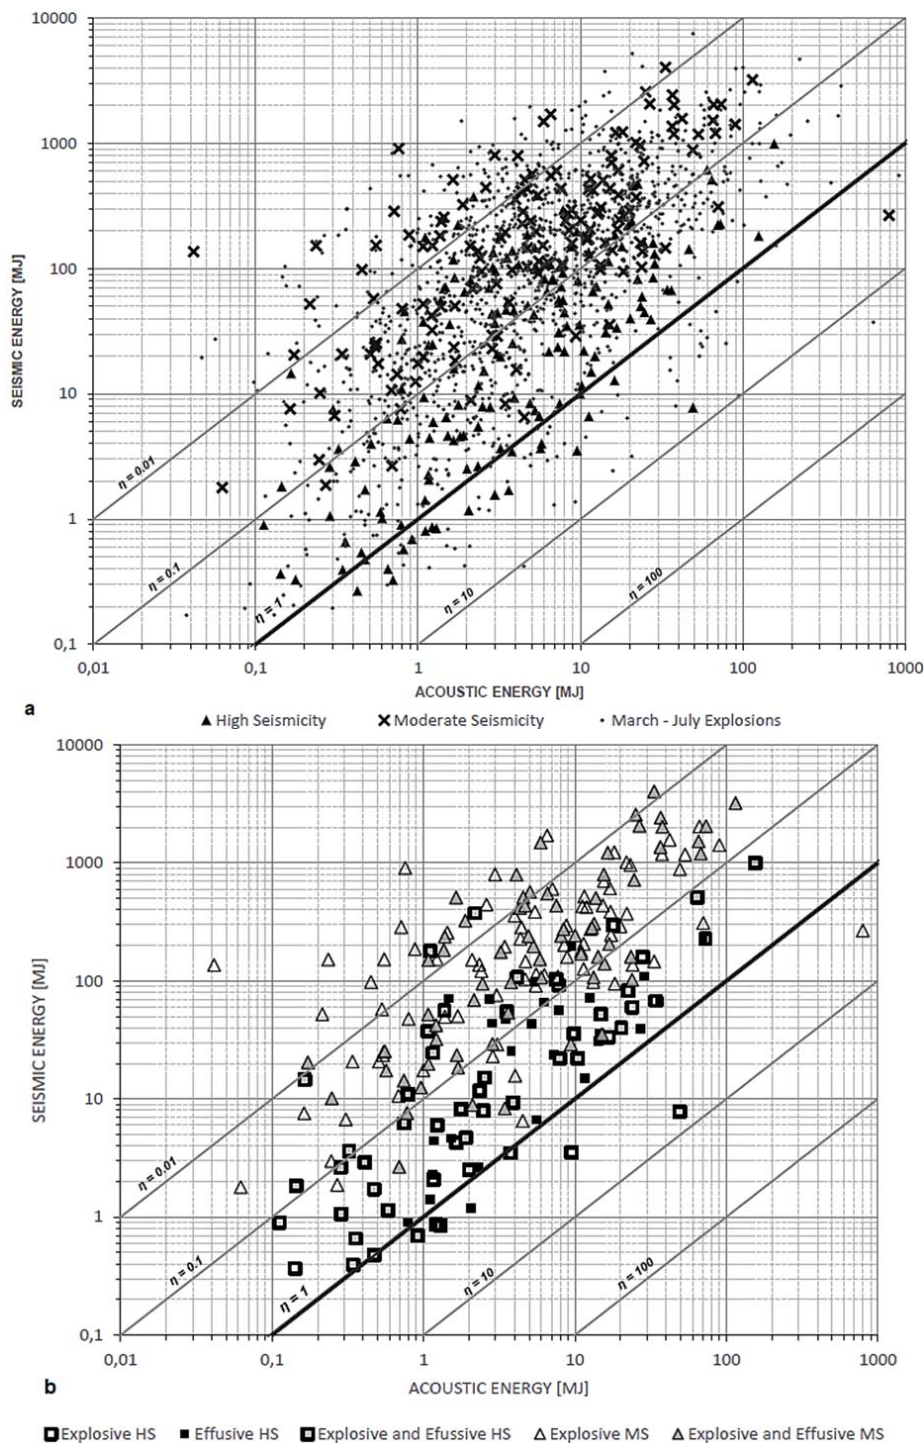 10000
1000
100
10
1
0,1
SEISMIC ENERGY [MJ]
η = 0.01
η = 0.1
η = 1
η = 10
η = 100
0,01 0,1 1 10 100 1000
ACOUSTIC ENERGY [MJ]
a
High Seismicity Moderate Seismicity March - July Explosions
10000
1000
100
10
1
0,1
SEISMIC ENERGY [MJ]
η = 0.01
η = 0.1
η = 1
η = 10
η = 100
0,01 0,1 1 10 100 1000
b
ACOUSTIC ENERGY [MJ]
Explosive HS Effusive HS Explosive and Efussive HS Explosive MS Explosive and Effusive MS